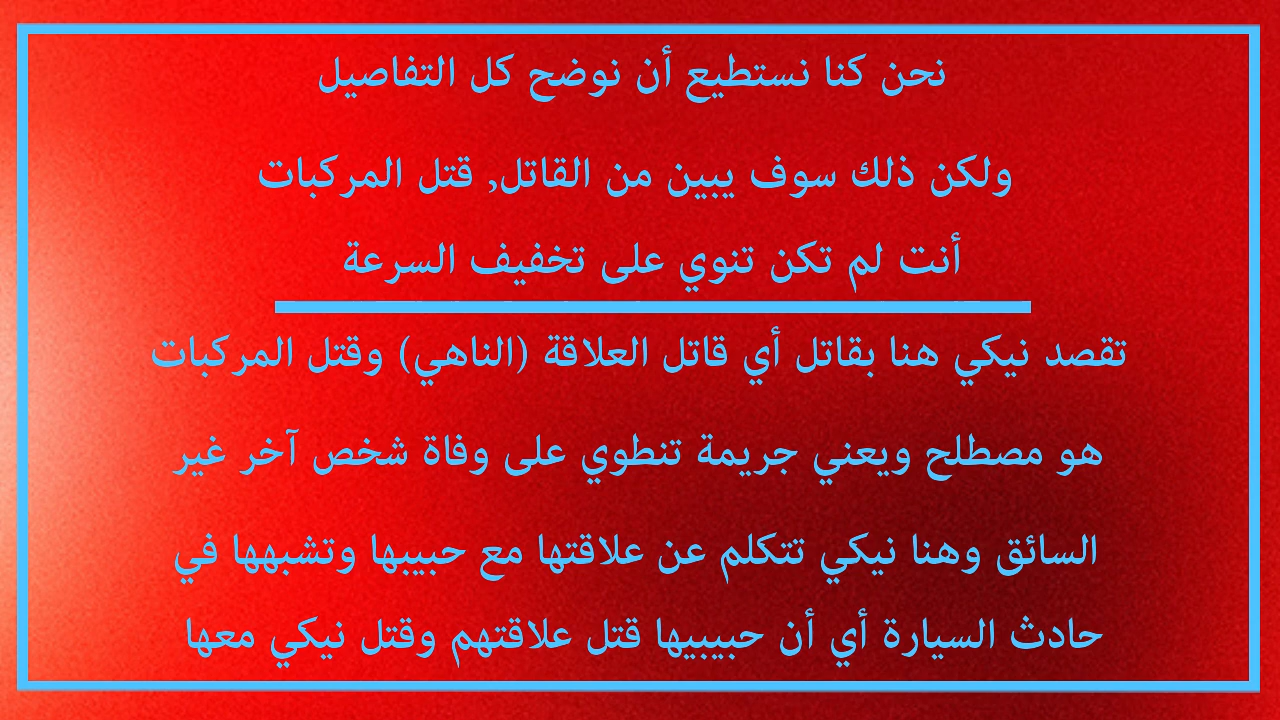 نحن كنا نستطيع أن نوضح كل التفاصيل
ولكن ذلك سوف يبين من القاتل, قتل المركبات
أنت لم تكن تنوي على تخفيف السرعة
تقصد نيكي هنا بقاتل أي قاتل العلاقة (الناهي) وقتل المركبات
هو مصطلح ويعني جريمة تنطوي على وفاة شخص آخر غير
السائق وهنا نيكي تتكلم عن علاقتها مع حبيبها وتشبهها في
حادث السيارة أي أن حبيبيها قتل علاقتهم وقتل نيكي معها